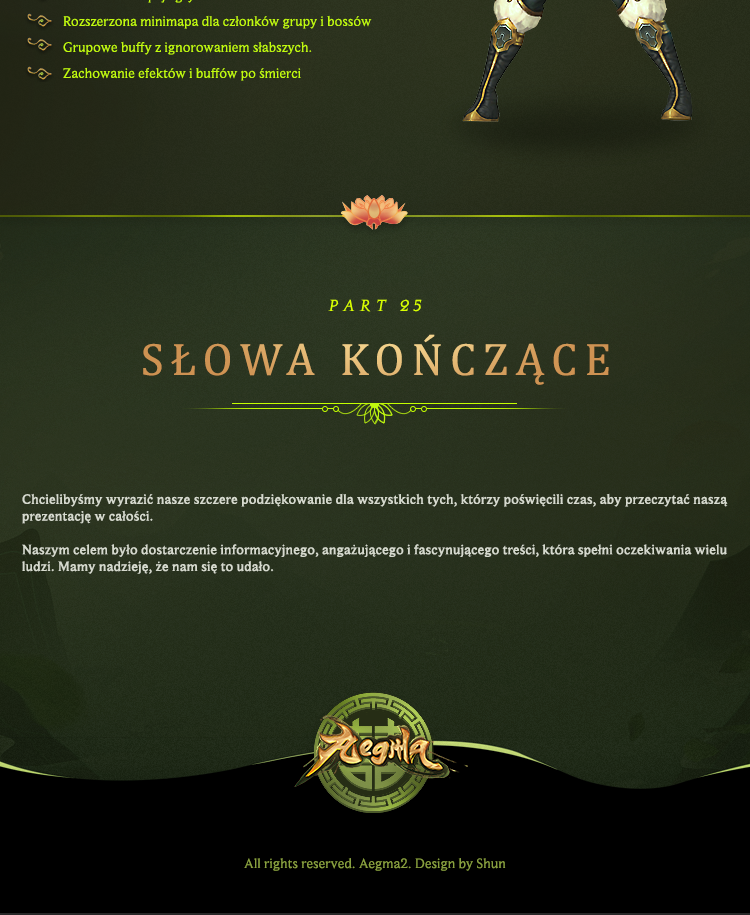 Rozszerzona minimapa dla członków grupy i bossów
Grupowe buffy z ignorowaniem słabszych.
Zachowanie efektów i buffów po śmierci
PART 25
SŁOWA KOŃCZĄCE
Chcielibyśmy wyrazić nasze szczere podziękowanie dla wszystkich tych, którzy poświęcili czas, aby przeczytać naszą
prezentację w całości.
Naszym celem było dostarczenie informacyjnego, angażującego i fascynującego treści, która spełni oczekiwania wielu
ludzi. Mamy nadzieję, że nam się to udało.
Aegma
All rights reserved. Aegma2. Design by Shun